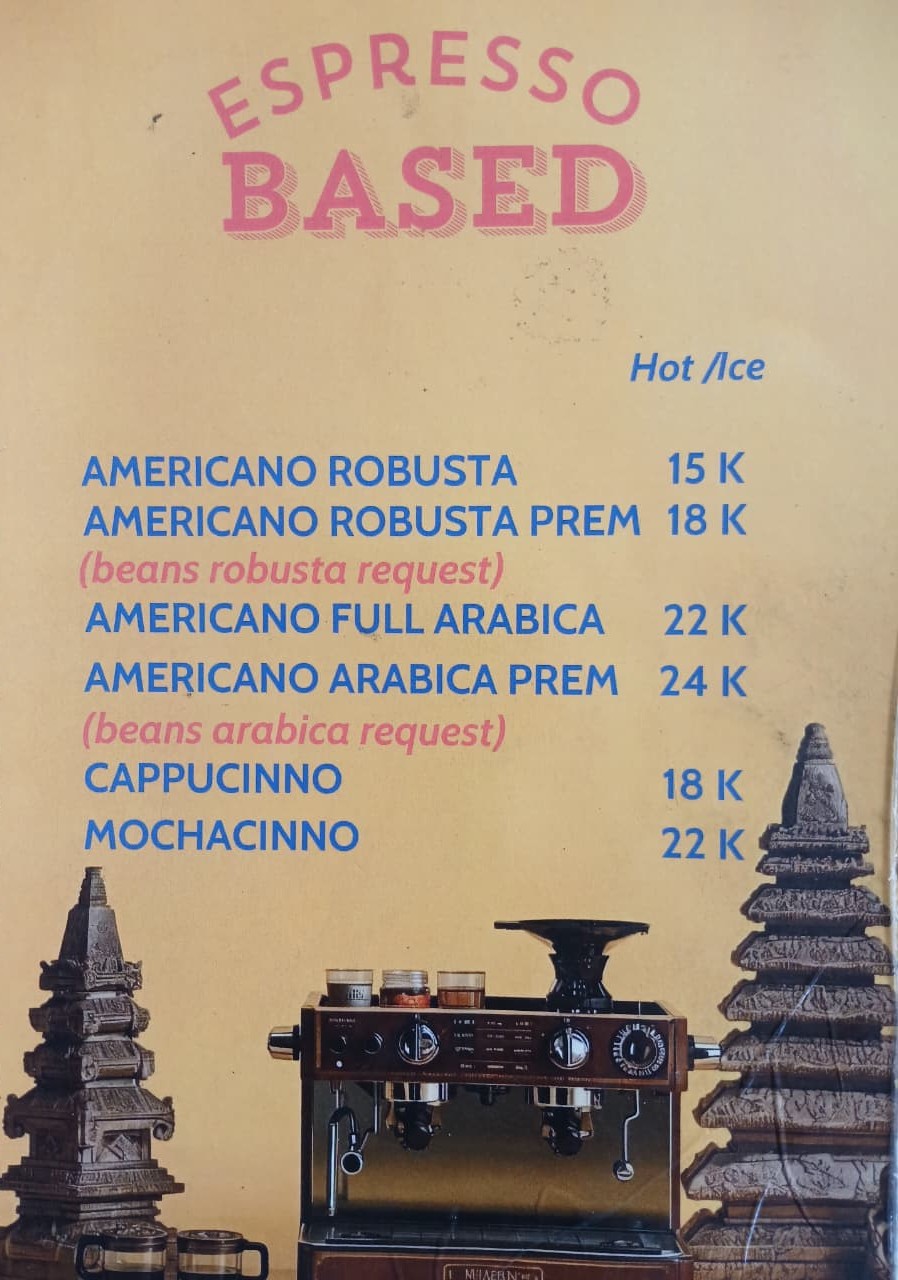 ESPRESSO
BASED
Hot /Ice
AMERICANO ROBUSTA 15 K
AMERICANO ROBUSTA PREM 18 K
(beans robusta request)
AMERICANO FULL ARABICA 22 K
AMERICANO ARABICA PREM 24 K
(beans arabica request)
CAPPUCINNO 18 K
MOCHACINNO 22 K